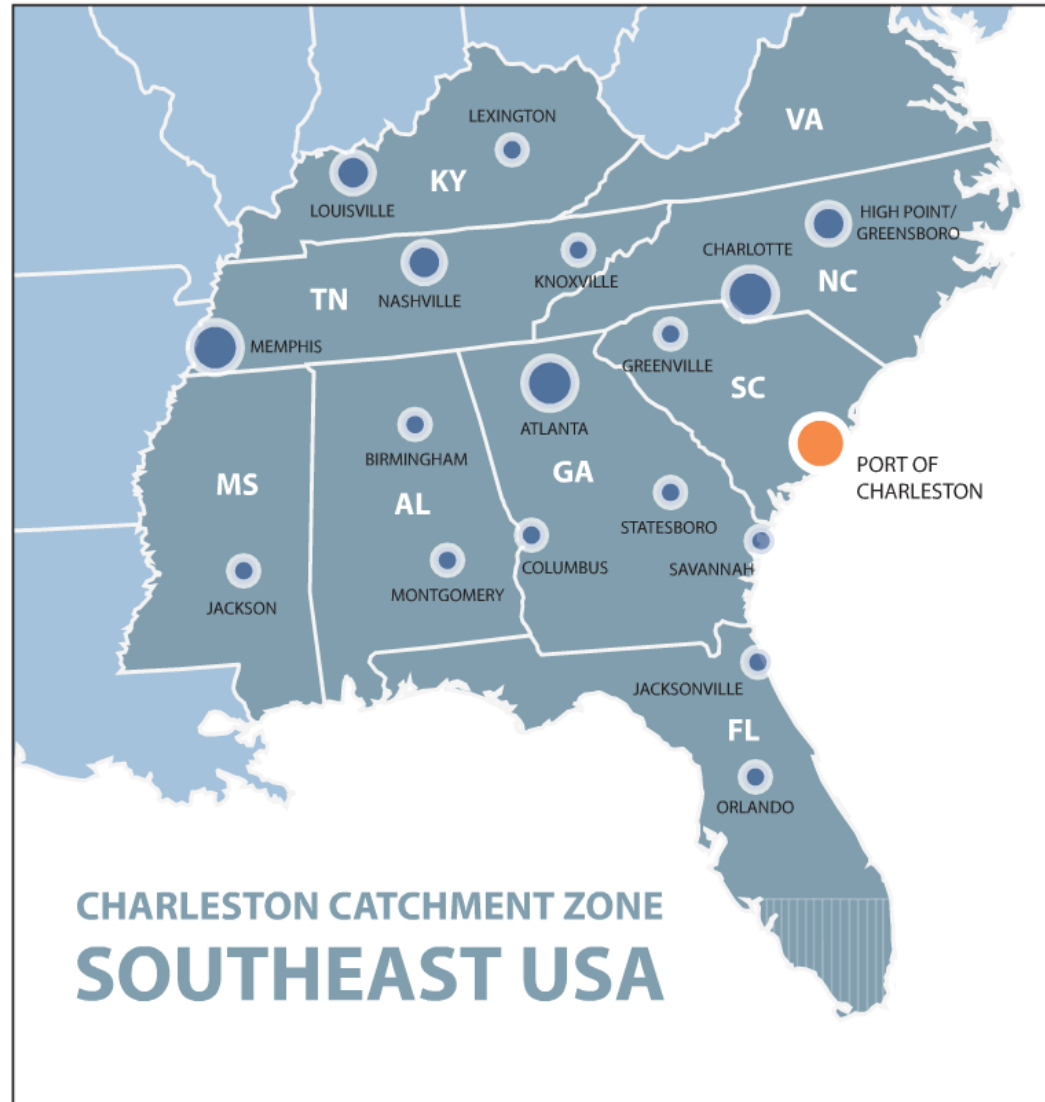 VA
LEXINGTON
KY
LOUISVILLE
HIGH POINT/
GREENSBORO
CHARLOTTE
NC
KNOXVILLE
NASHVILLE
TN
MEMPHIS
GREENVILLE
SC
ATLANTA
BIRMINGHAM
PORT OF
CHARLESTON
GA
MS
AL
STATESBORO
COLUMBUS
SAVANNAH
MONTGOMERY
JACKSON
JACKSONVILLE
FL
ORLANDO
CHARLESTON CATCHMENT ZONE
SOUTHEAST USA